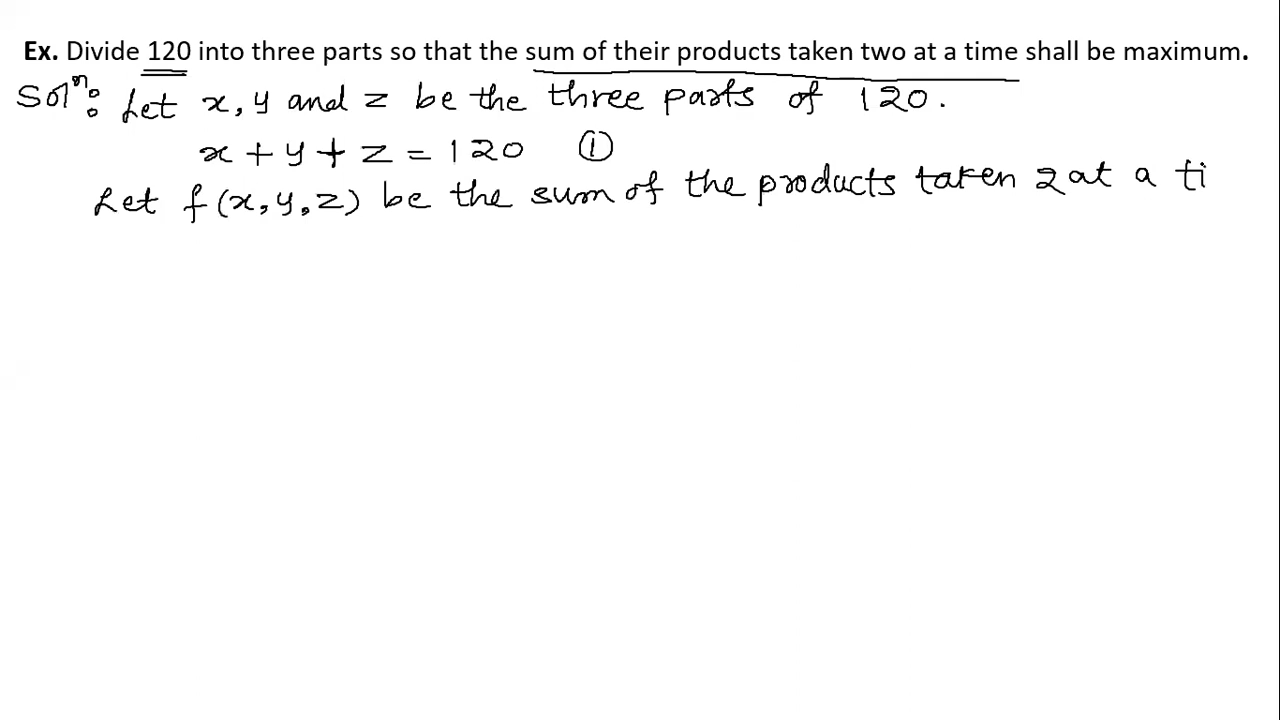 Ex. Divide 120 into three parts so that the sum of their products taken two at a time shall be maximum.
Solⁿ: Let x, y and z be the three parts of 120.
x + y + z = 120 ①
Let f(x, y, z) be the sum of the products taken 2 at a ti